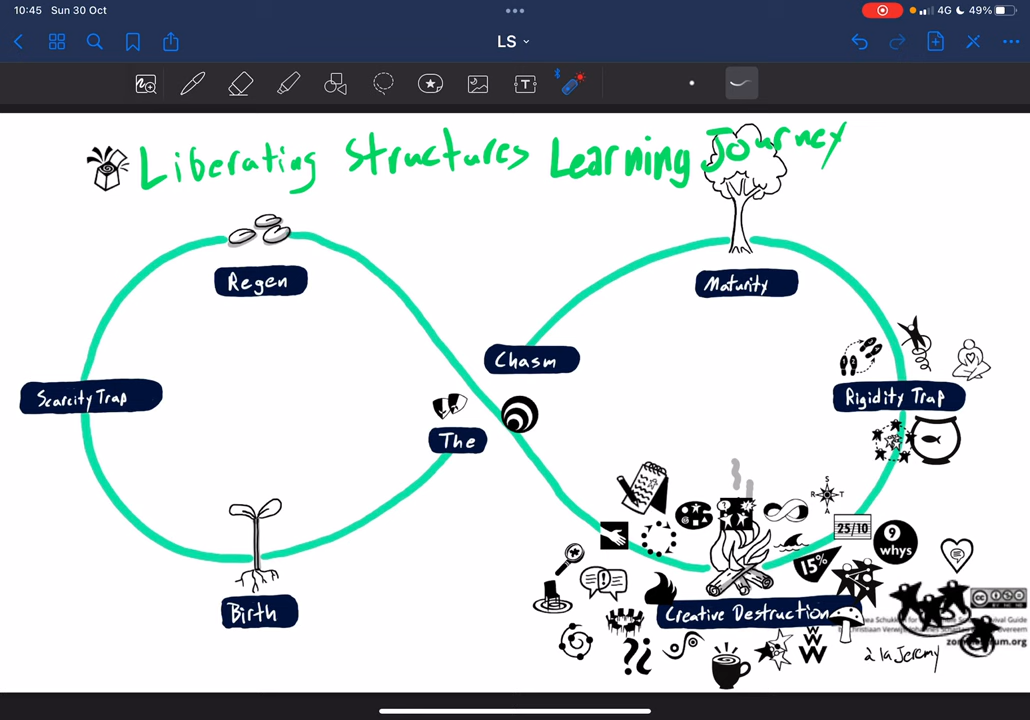 10:45 Sun 30 Oct
4G 49%
LS
T
Liberating Structures Learning Journey
Regen
Maturity
Chasm
Scarcity Trap
Rigidity Trap
The
S
R T
A
25/10
9
whys
15%
Birth
Creative Destruction
W
W
à la Jeremy